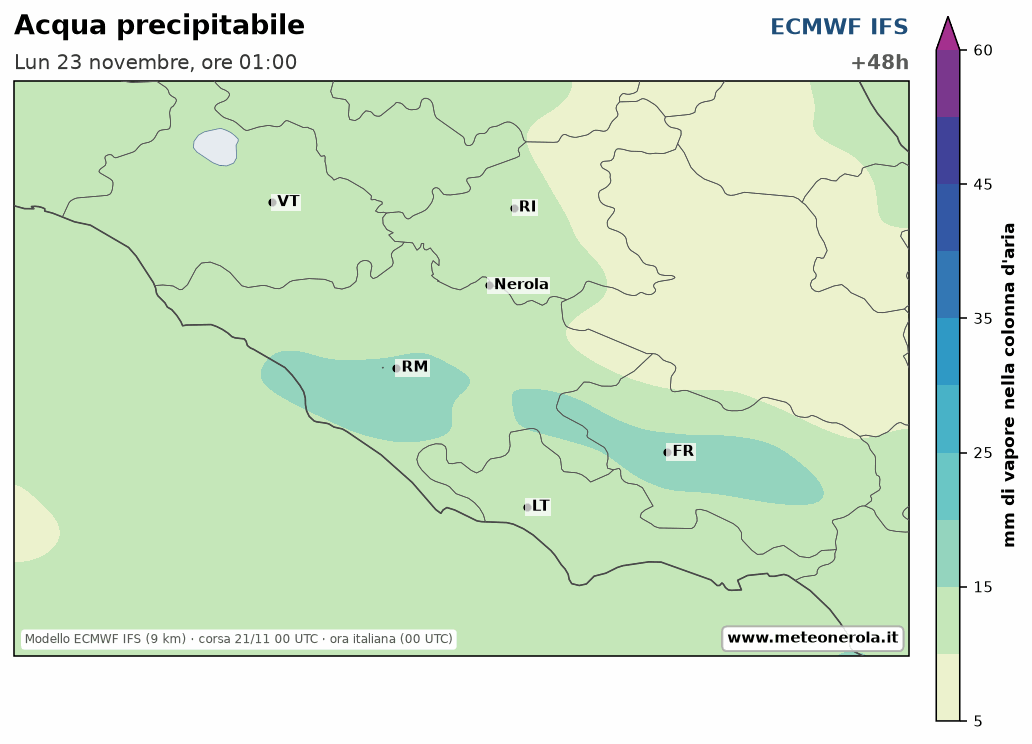 Acqua precipitabile
ECMWF IFS
Lun 23 novembre, ore 01:00
+48h
60
45
35
25
15
5
mm di vapore nella colonna d'aria
VT
RI
Nerola
RM
FR
LT
Modello ECMWF IFS (9 km) · corsa 21/11 00 UTC · ora italiana (00 UTC)
www.meteonerola.it